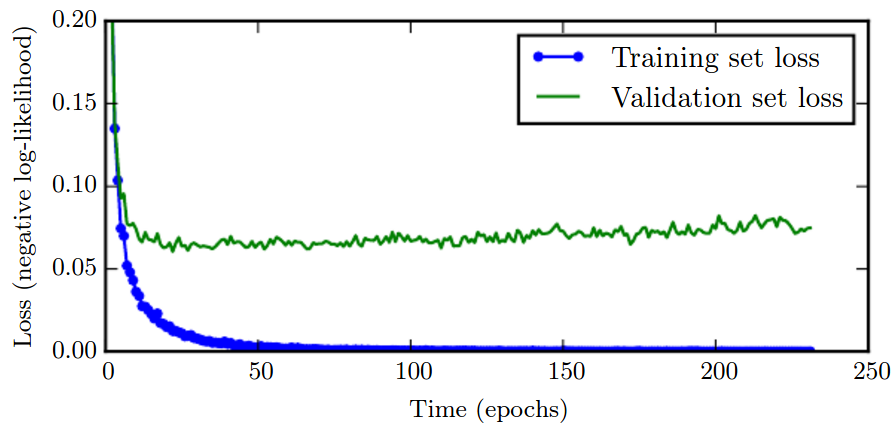 Loss (negative log-likelihood)
0.20
0.15
0.10
0.05
0.00
Training set loss
Validation set loss
0
50
100
150
200
250
Time (epochs)